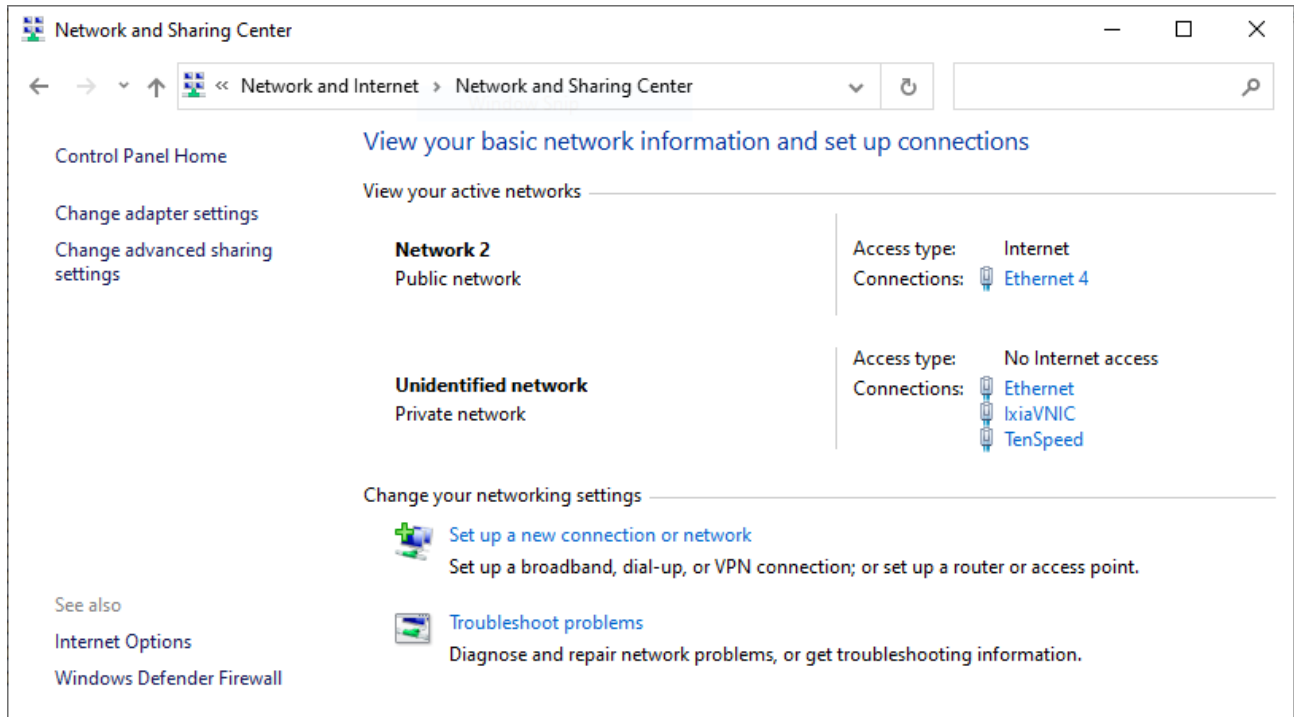 Network and Sharing Center
« Network and Internet > Network and Sharing Center
Window Snip
Control Panel Home
Change adapter settings
Change advanced sharing
settings
View your basic network information and set up connections
View your active networks
Network 2
Public network
Access type: Internet
Connections: Ethernet 4
Unidentified network
Private network
Access type: No Internet access
Connections: Ethernet
IxiaVNIC
TenSpeed
Change your networking settings
Set up a new connection or network
Set up a broadband, dial-up, or VPN connection; or set up a router or access point.
Troubleshoot problems
Diagnose and repair network problems, or get troubleshooting information.
See also
Internet Options
Windows Defender Firewall